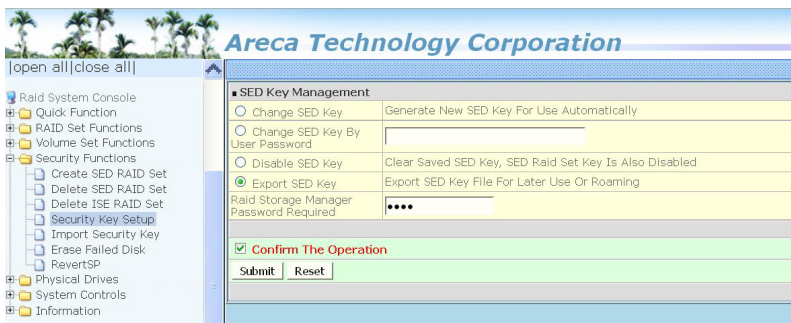 Areca Technology Corporation
|open all|close all|
Raid System Console
Quick Function
RAID Set Functions
Volume Set Functions
Security Functions
Create SED RAID Set
Delete SED RAID Set
Delete ISE RAID Set
Security Key Setup
Import Security Key
Erase Failed Disk
RevertSP
Physical Drives
System Controls
Information
SED Key Management
Change SED Key Generate New SED Key For Use Automatically
Change SED Key By
User Password
Disable SED Key Clear Saved SED Key, SED Raid Set Key Is Also Disabled
Export SED Key Export SED Key File For Later Use Or Roaming
Raid Storage Manager
Password Required ••••
Confirm The Operation
Submit Reset